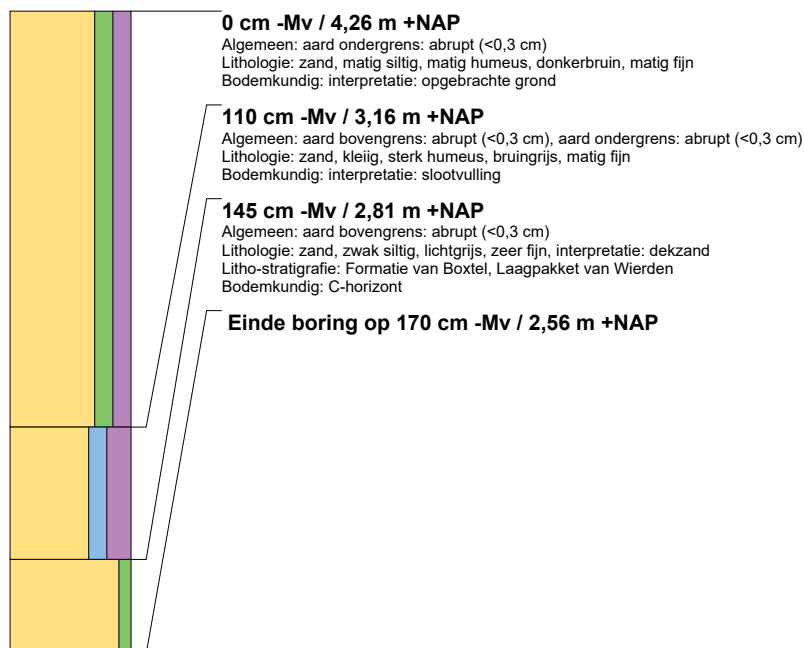 0 cm -Mv / 4,26 m +NAP
Algemeen: aard ondergrens: abrupt (<0,3 cm)
Lithologie: zand, matig siltig, matig humeus, donkerbruin, matig fijn
Bodemkundig: interpretatie: opgebrachte grond
110 cm -Mv / 3,16 m +NAP
Algemeen: aard bovengrens: abrupt (<0,3 cm), aard ondergrens: abrupt (<0,3 cm)
Lithologie: zand, kleiig, sterk humeus, bruingrijs, matig fijn
Bodemkundig: interpretatie: slootvulling
145 cm -Mv / 2,81 m +NAP
Algemeen: aard bovengrens: abrupt (<0,3 cm)
Lithologie: zand, zwak siltig, lichtgrijs, zeer fijn, interpretatie: dekzand
Litho-stratigrafie: Formatie van Boxtel, Laagpakket van Wierden
Bodemkundig: C-horizont
Einde boring op 170 cm -Mv / 2,56 m +NAP